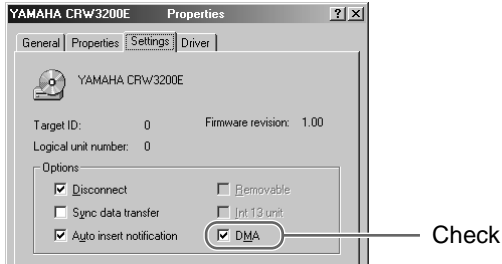 YAMAHA CRW3200E Properties ? ×
General Properties Settings Driver
YAMAHA CRW3200E
Target ID: 0 Firmware revision: 1.00
Logical unit number: 0
Options
Disconnect Removable
Sync data transfer Int 13 unit
Auto insert notification DMA Check